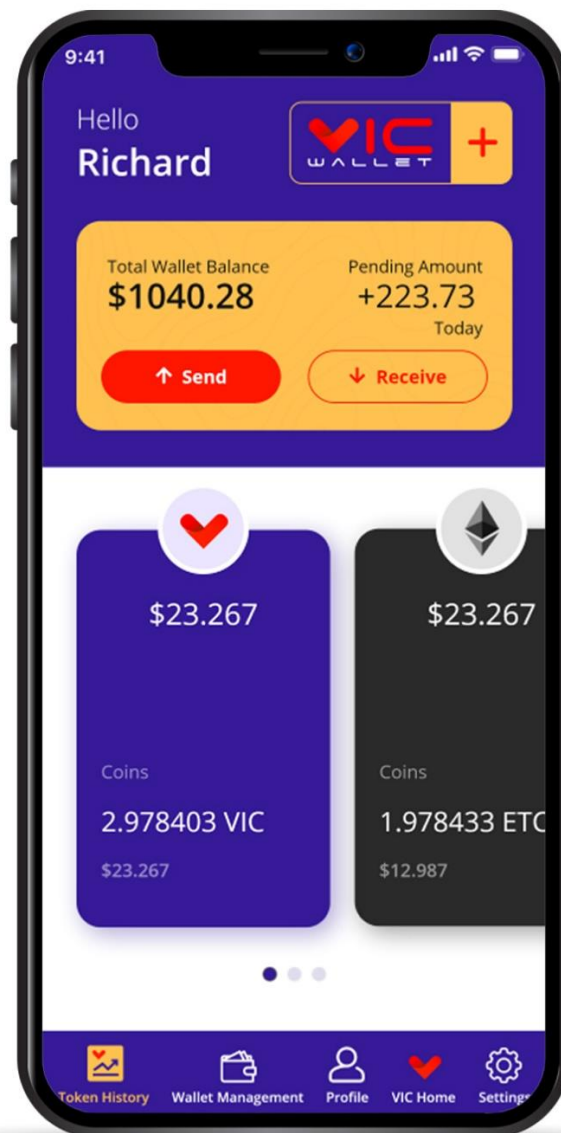 9:41
Hello
Richard
VIC
WALLET
+
Total Wallet Balance
$1040.28
Pending Amount
+223.73
Today
↑ Send
↓ Receive
$23.267
Coins
2.978403 VIC
$23.267
$23.267
Coins
1.978433 ETC
$12.987
Token History
Wallet Management
Profile
VIC Home
Settings